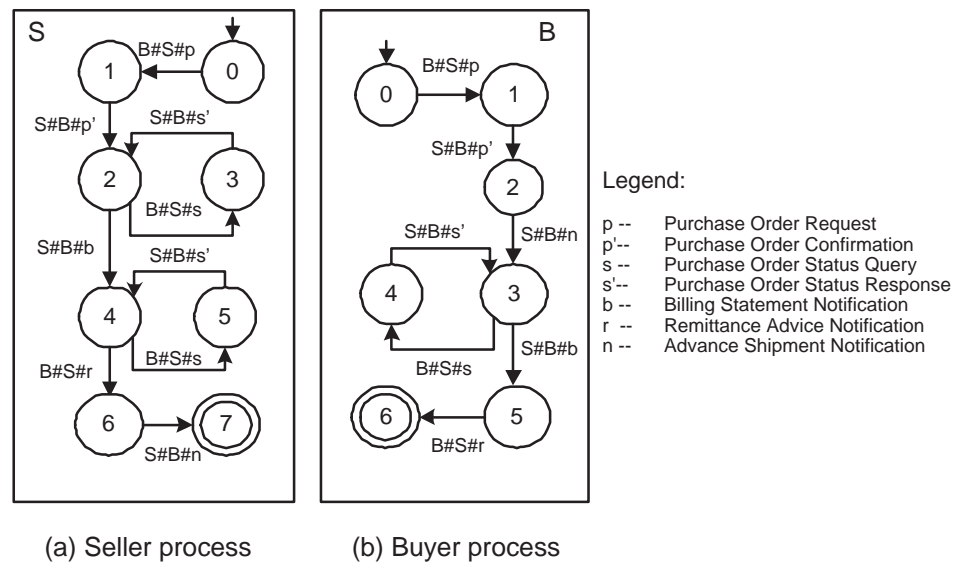 S
B#S#p
1
0
S#B#p'
S#B#s'
2
3
B#S#s
S#B#b
S#B#s'
4
5
B#S#r
B#S#s
6
7
S#B#n
(a) Seller process
B
B#S#p
0
1
S#B#p'
2
S#B#n
S#B#s'
4
3
B#S#s
S#B#b
6
5
B#S#r
(b) Buyer process
Legend:
p -- Purchase Order Request
p'-- Purchase Order Confirmation
s -- Purchase Order Status Query
s'-- Purchase Order Status Response
b -- Billing Statement Notification
r -- Remittance Advice Notification
n -- Advance Shipment Notification